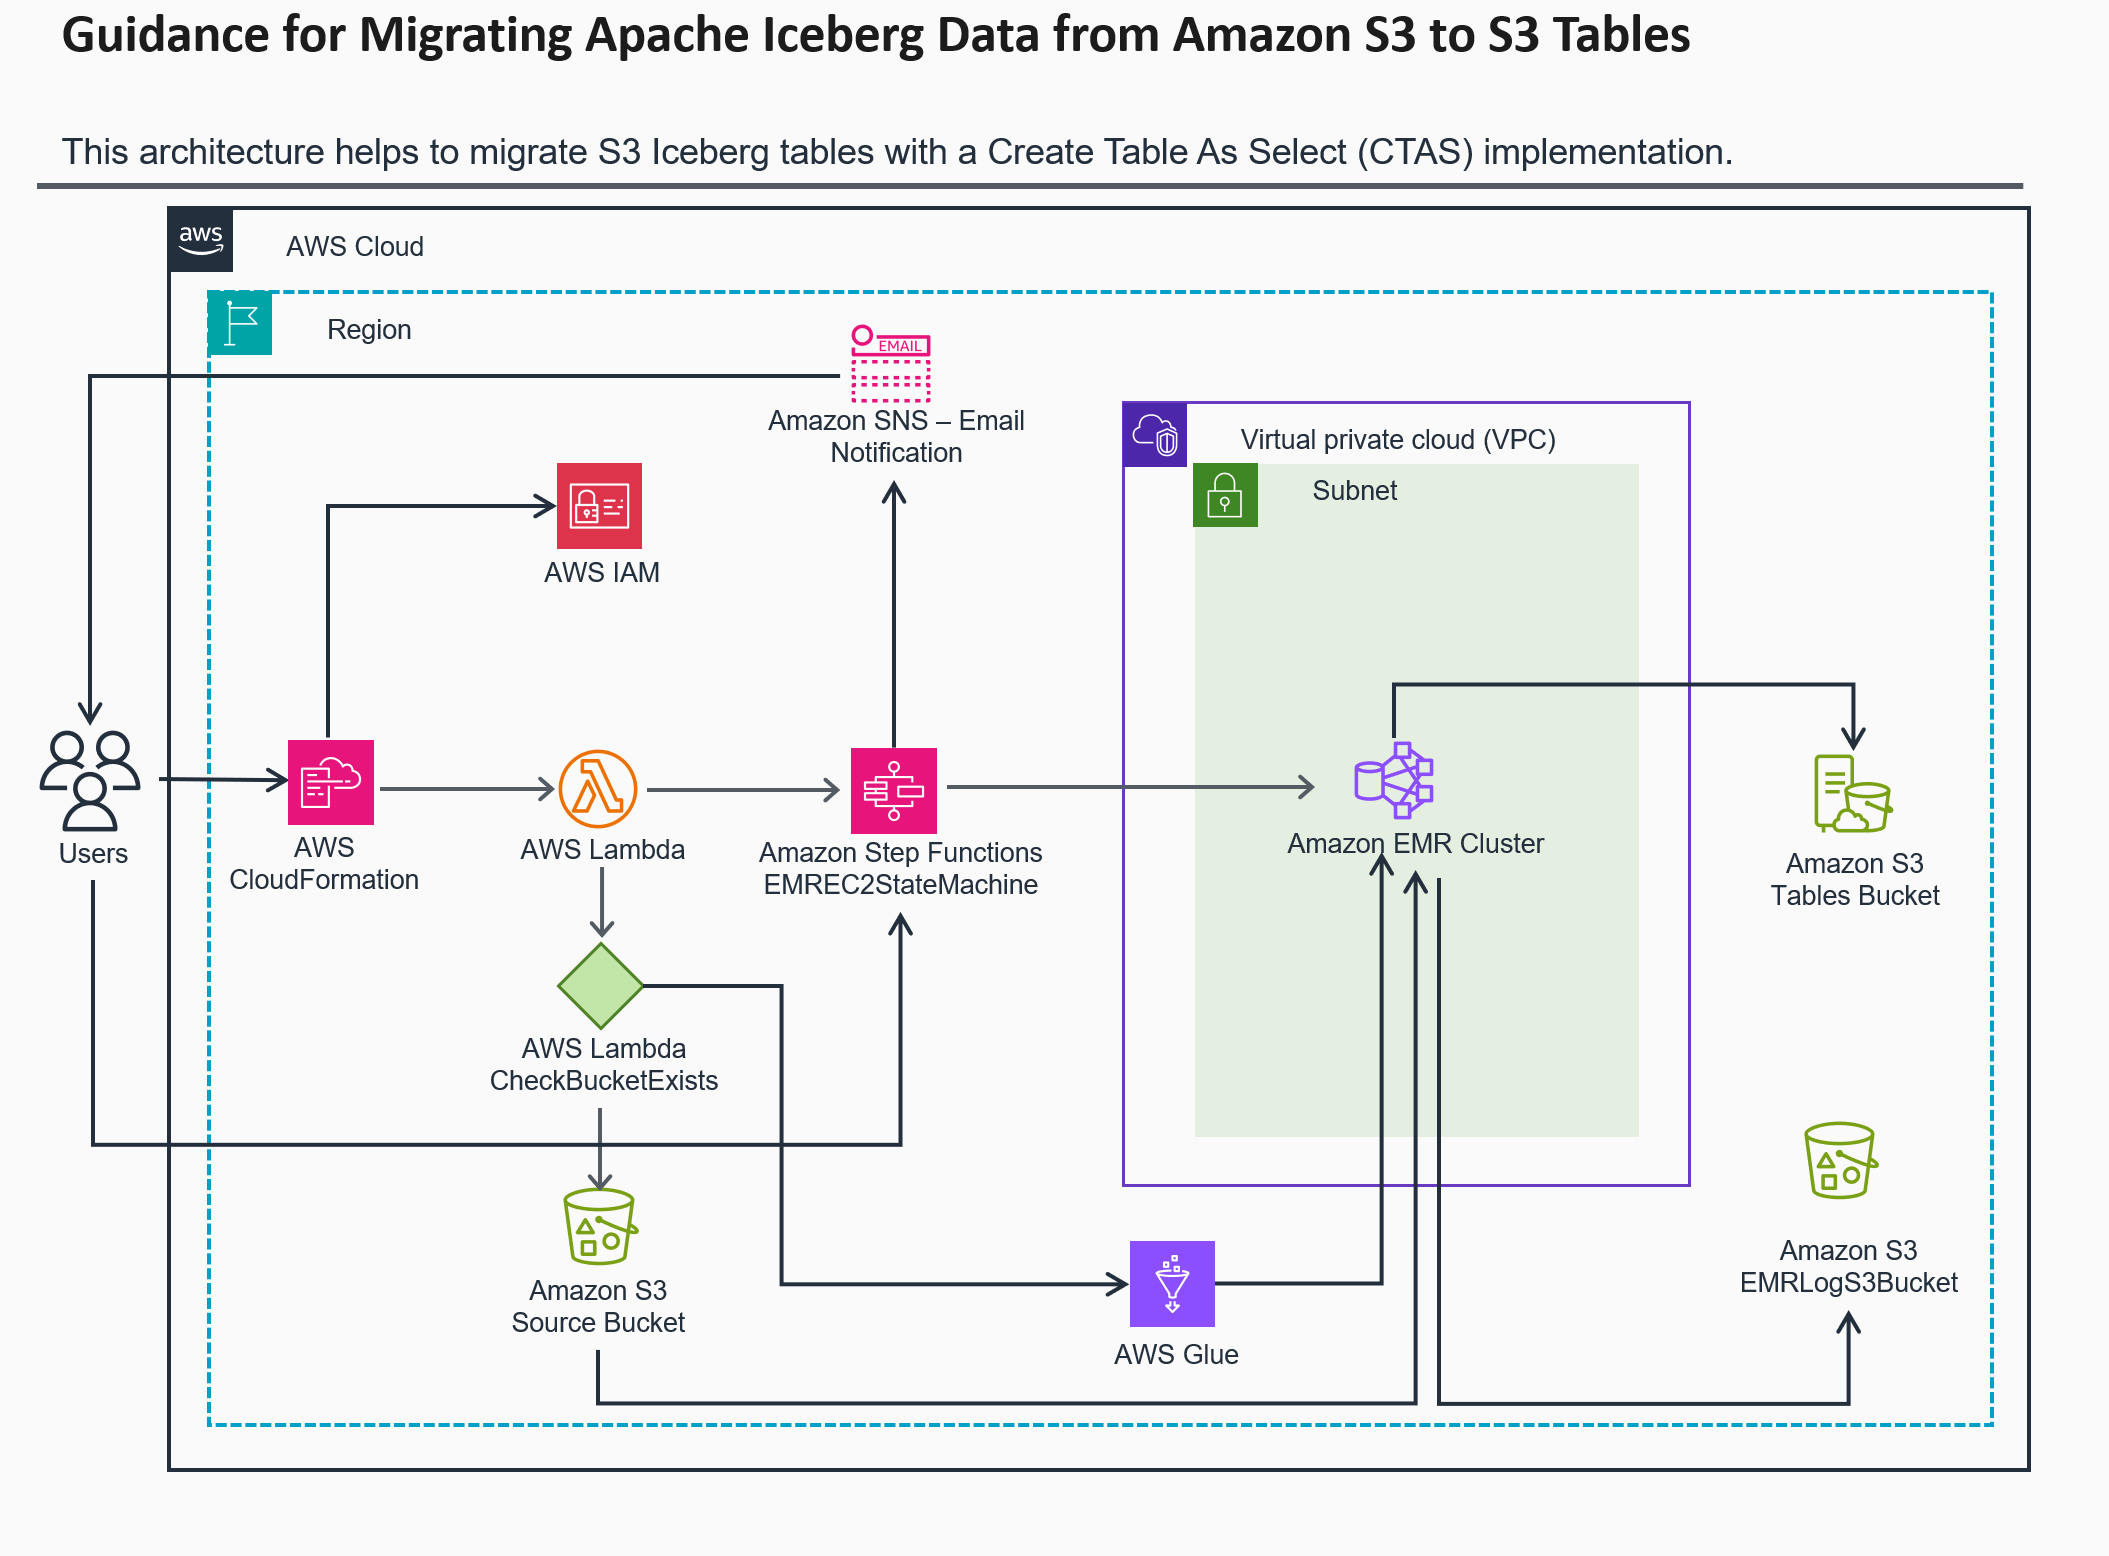 Guidance for Migrating Apache Iceberg Data from Amazon S3 to S3 Tables
This architecture helps to migrate S3 Iceberg tables with a Create Table As Select (CTAS) implementation.
aws
AWS Cloud
Region
EMAIL
Amazon SNS – Email
Notification
Virtual private cloud (VPC)
Subnet
AWS IAM
Users
AWS
CloudFormation
AWS Lambda
Amazon Step Functions
EMREC2StateMachine
Amazon EMR Cluster
Amazon S3
Tables Bucket
AWS Lambda
CheckBucketExists
Amazon S3
Source Bucket
AWS Glue
Amazon S3
EMRLogS3Bucket